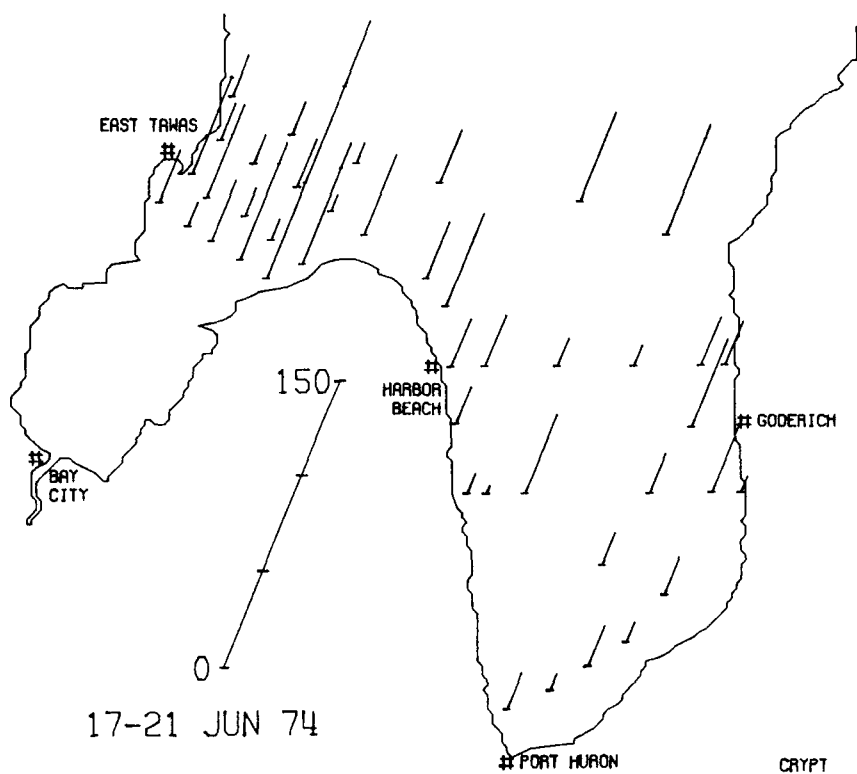 EAST TAWAS
150
HARBOR
BEACH
GODERICH
BAY
CITY
0
17-21 JUN 74
PORT HURON
CRYPT